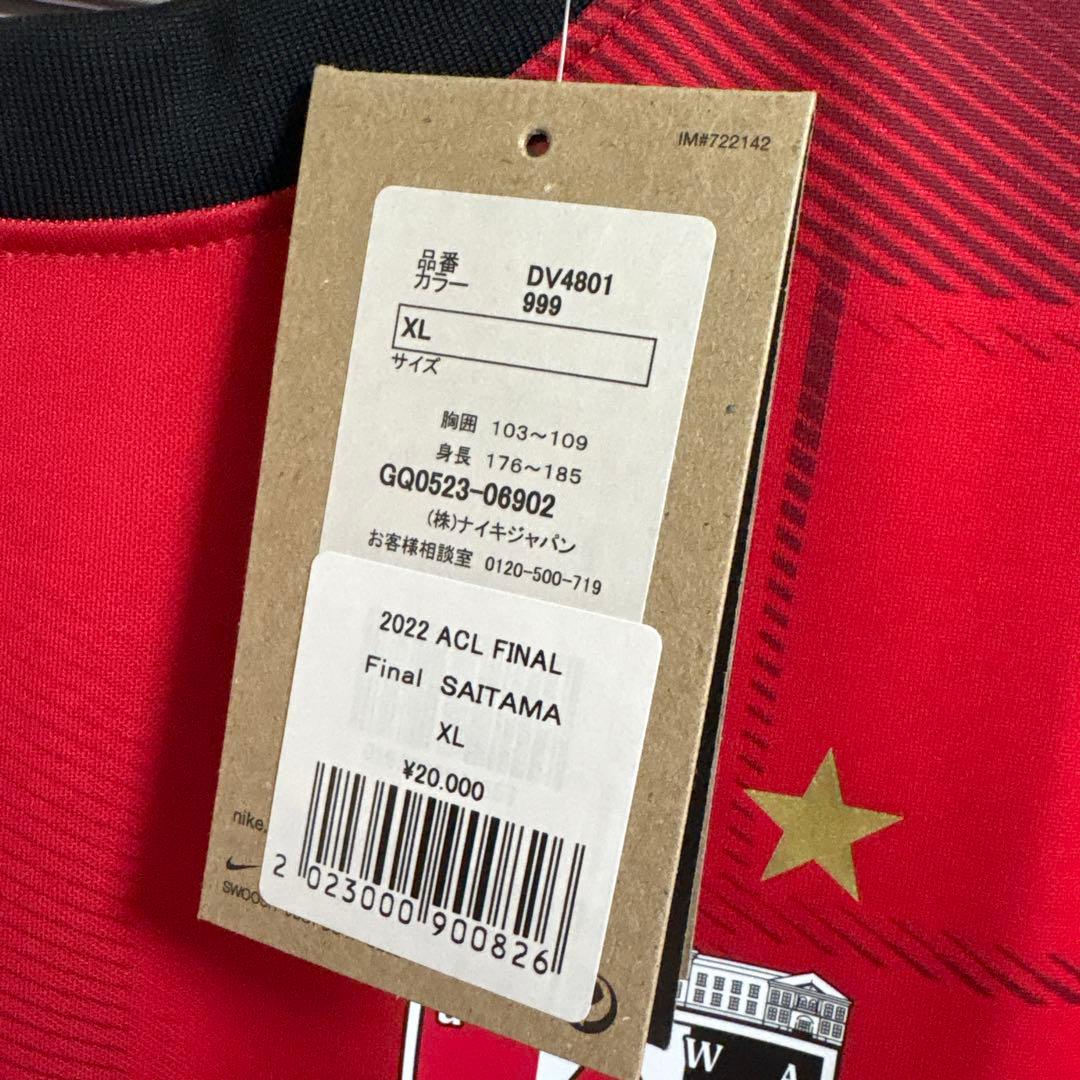 IM#722142
品番 DV4801
カラー 999
XL
サイズ
胸囲 103～109
身長 176～185
GQ0523-06902
(株)ナイキジャパン
お客様相談室 0120-500-719
2022 ACL FINAL
Final SAITAMA
XL
¥20.000
2 023000 900826
nike.
W A